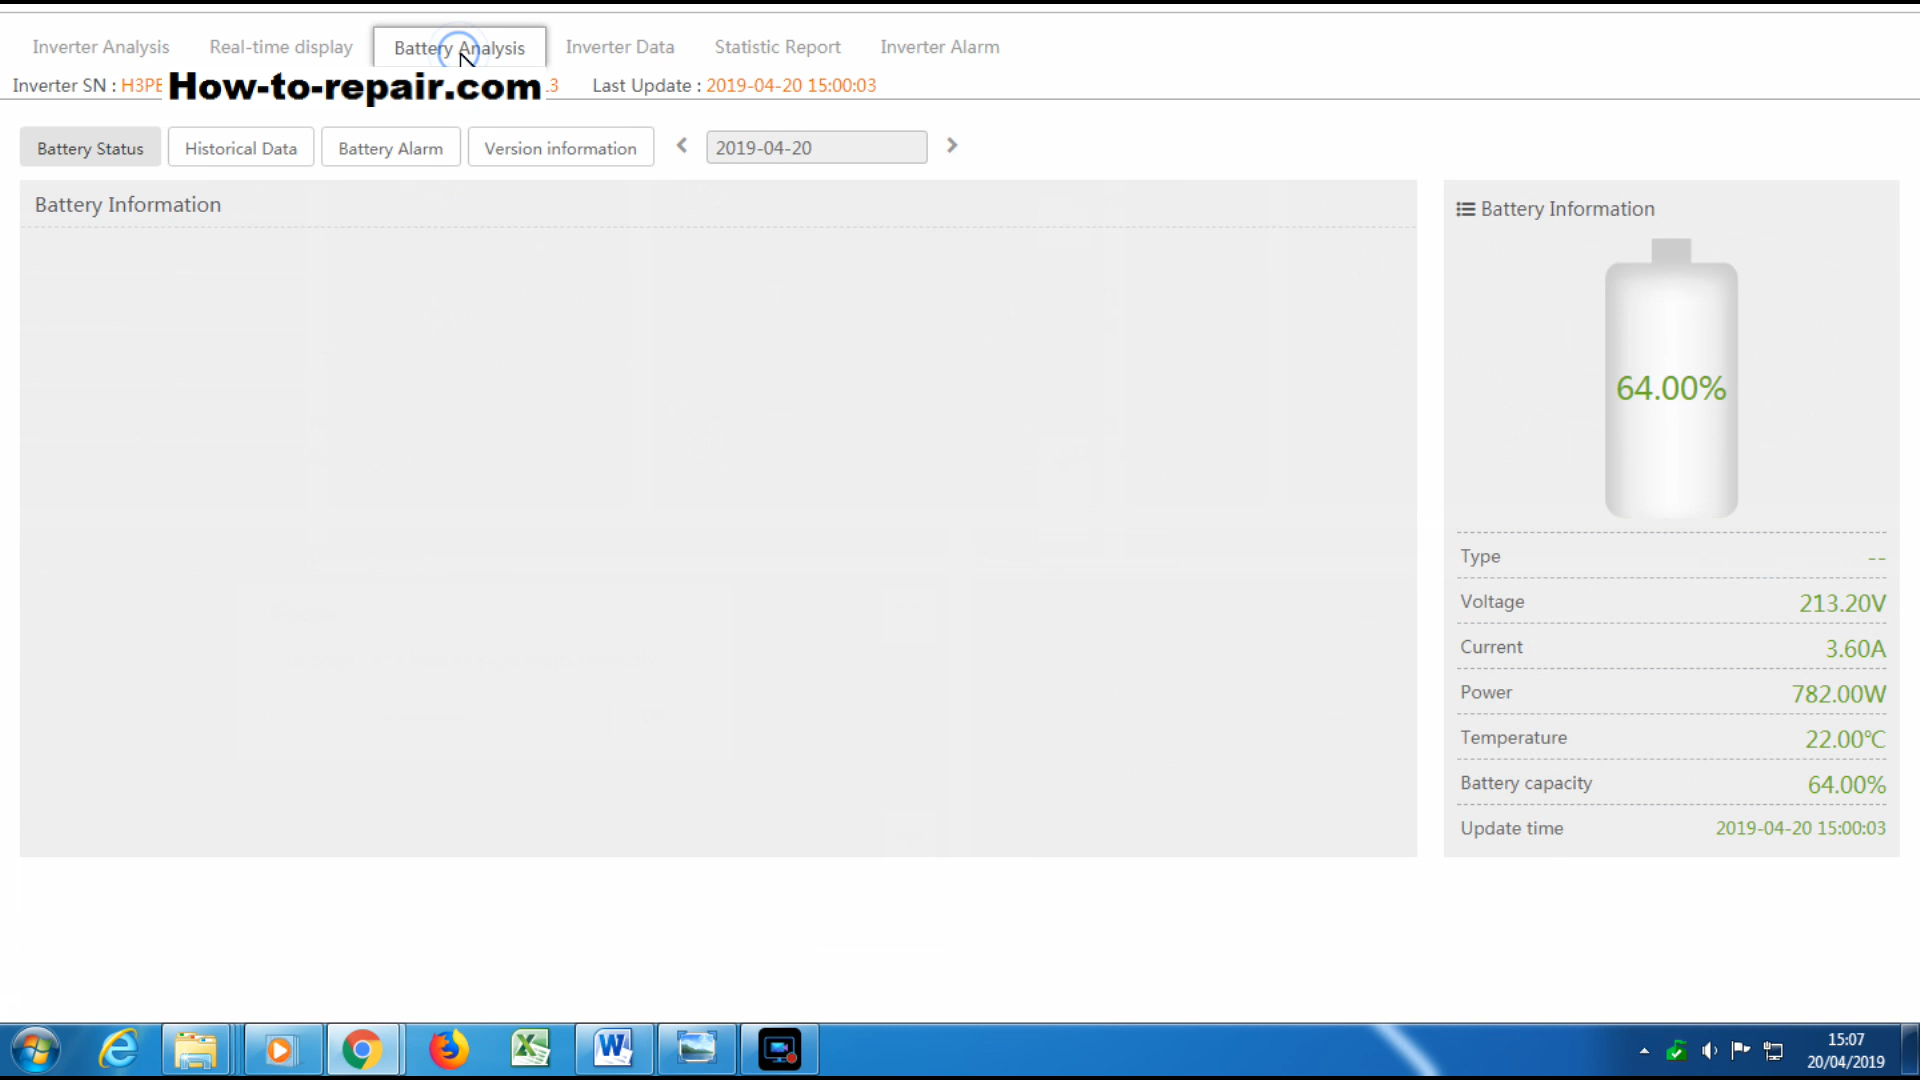 Inverter Analysis Real-time display Battery Analysis Inverter Data Statistic Report Inverter Alarm
Inverter SN : H3PE How-to-repair.com .3 Last Update : 2019-04-20 15:00:03
Battery Status Historical Data Battery Alarm Version information 2019-04-20
Battery Information
Battery Information
64.00%
Type --
Voltage 213.20V
Current 3.60A
Power 782.00W
Temperature 22.00℃
Battery capacity 64.00%
Update time 2019-04-20 15:00:03
15:07
20/04/2019